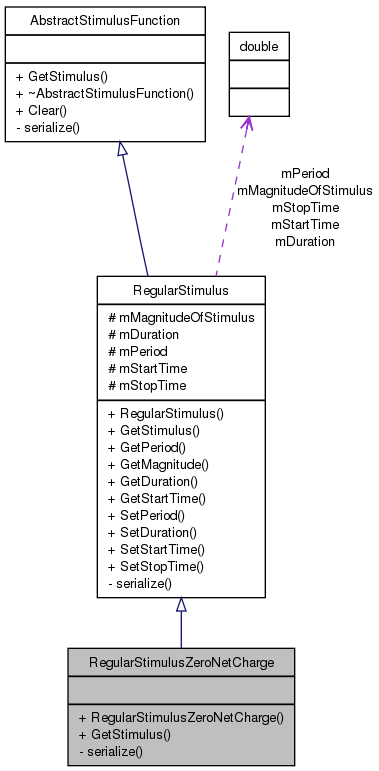 AbstractStimulusFunction
+ GetStimulus()
+ ~AbstractStimulusFunction()
+ Clear()
- serialize()
double
mPeriod
mMagnitudeOfStimulus
mStopTime
mStartTime
mDuration
RegularStimulus
# mMagnitudeOfStimulus
# mDuration
# mPeriod
# mStartTime
# mStopTime
+ RegularStimulus()
+ GetStimulus()
+ GetPeriod()
+ GetMagnitude()
+ GetDuration()
+ GetStartTime()
+ SetPeriod()
+ SetDuration()
+ SetStartTime()
+ SetStopTime()
- serialize()
RegularStimulusZeroNetCharge
+ RegularStimulusZeroNetCharge()
+ GetStimulus()
- serialize()